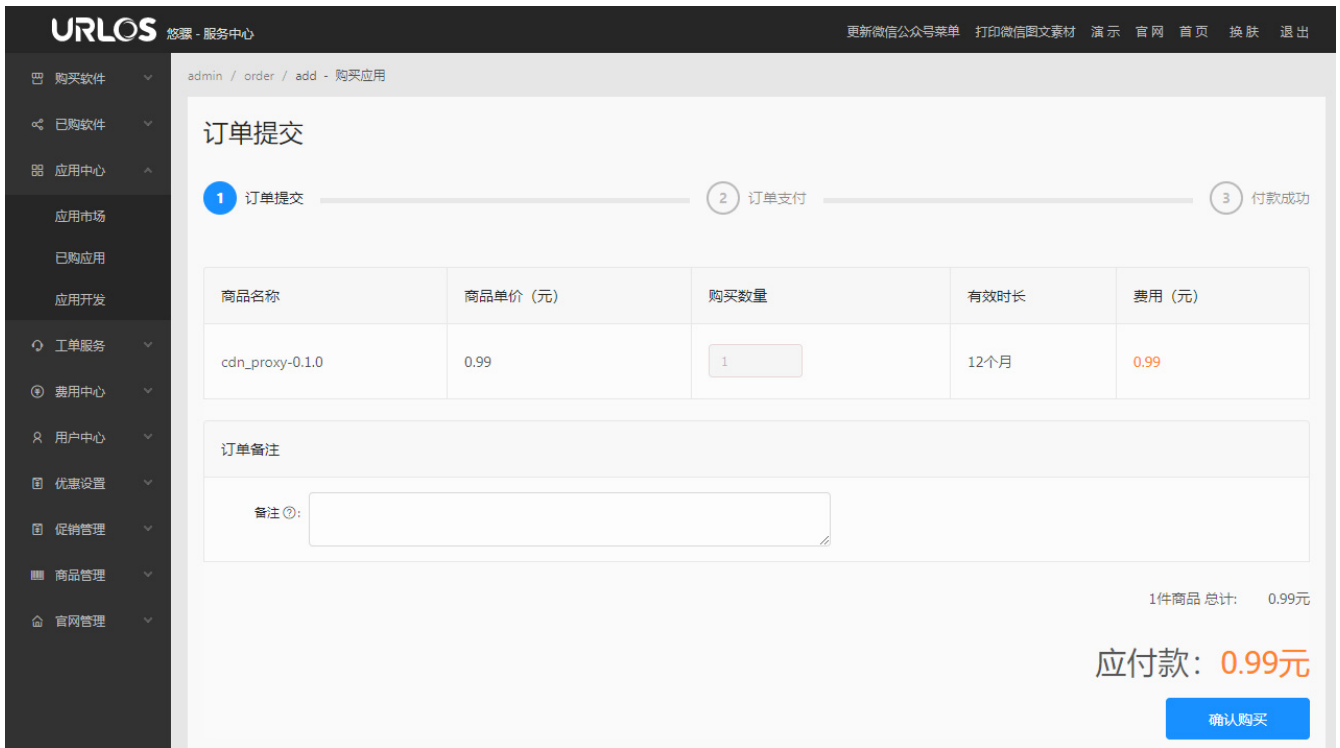 URLOS 悠骡 - 服务中心
更新微信公众号菜单 打印微信图文素材 演示 官网 首页 换肤 退出
购买软件
已购软件
应用中心
应用市场
已购应用
应用开发
工单服务
费用中心
用户中心
优惠设置
促销管理
商品管理
官网管理
admin / order / add - 购买应用
订单提交
1 订单提交
2 订单支付
3 付款成功
商品名称 商品单价（元） 购买数量 有效时长 费用（元）
cdn_proxy-0.1.0 0.99 1 12个月 0.99
订单备注
备注?:
1件商品 总计: 0.99元
应付款：0.99元
确认购买